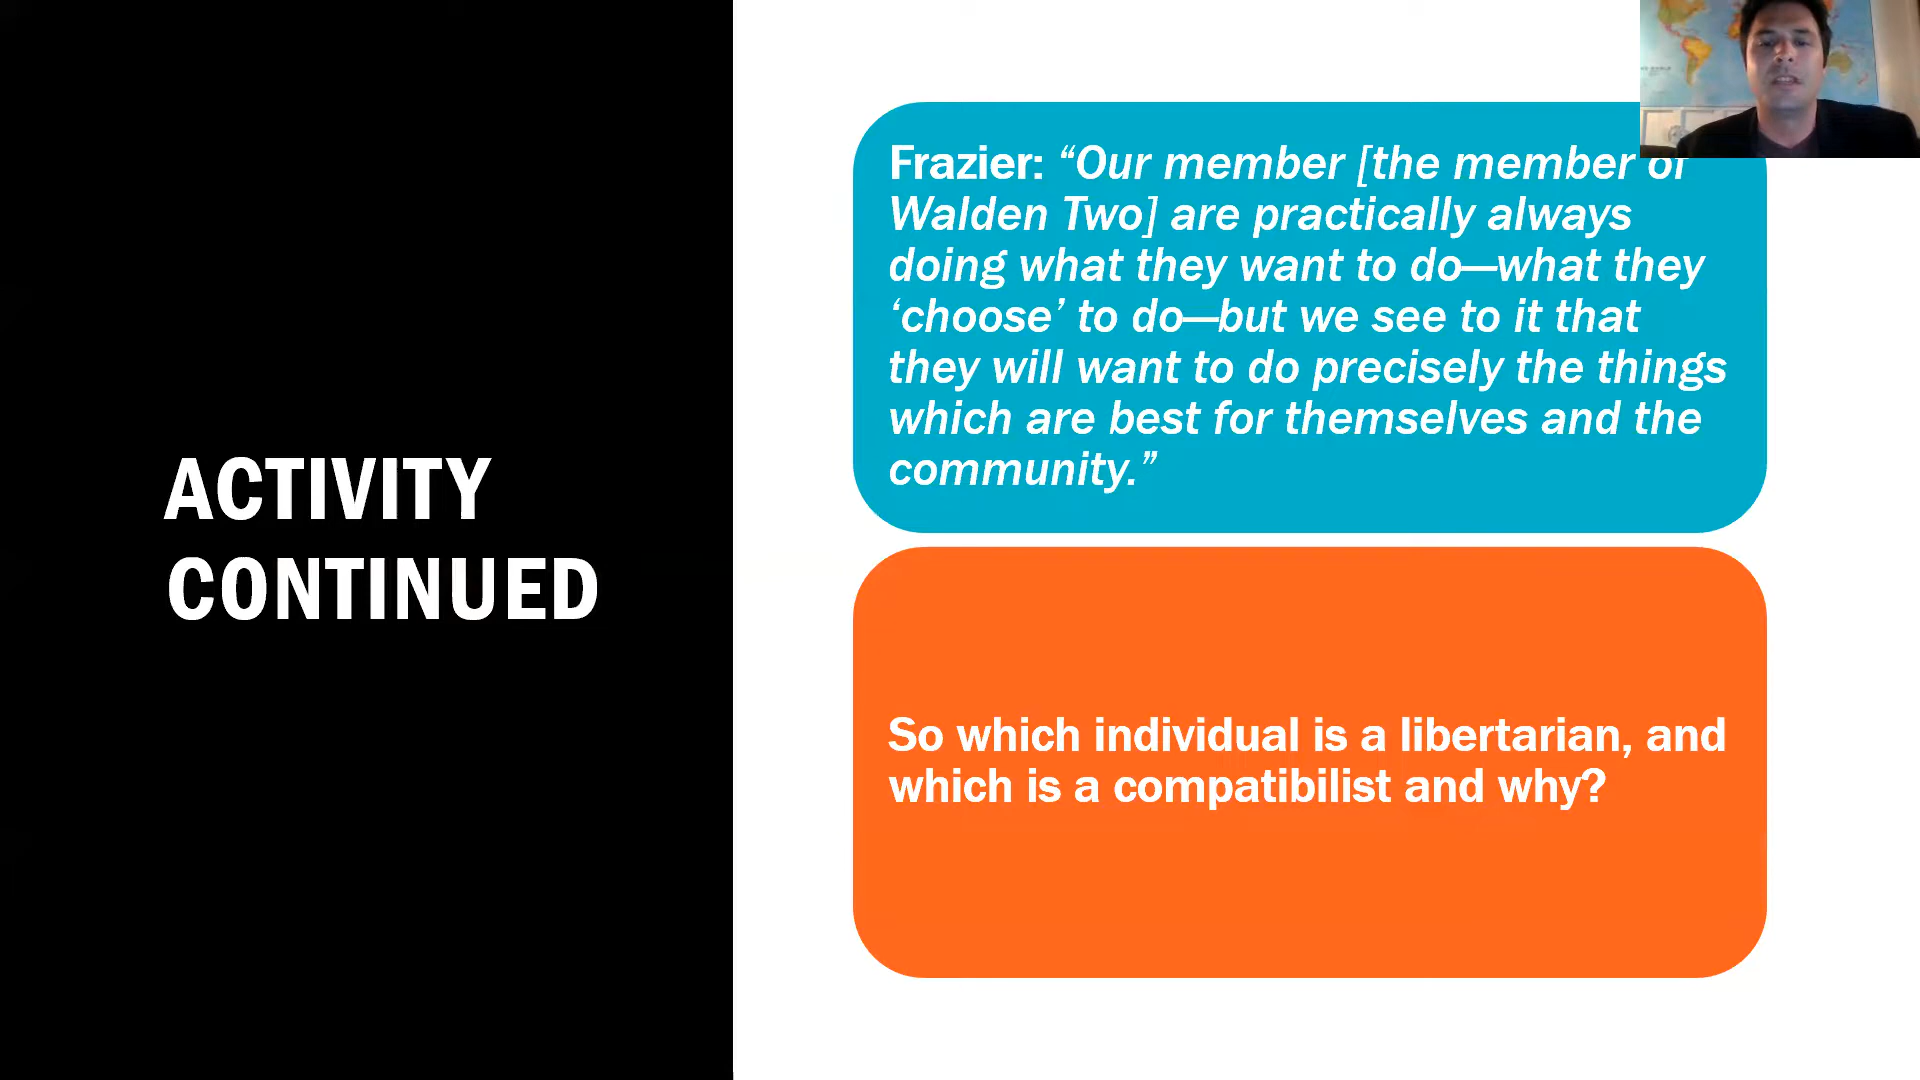 ACTIVITY
CONTINUED
Frazier: “Our member [the member of
Walden Two] are practically always
doing what they want to do—what they
‘choose’ to do—but we see to it that
they will want to do precisely the things
which are best for themselves and the
community.”
So which individual is a libertarian, and
which is a compatibilist and why?